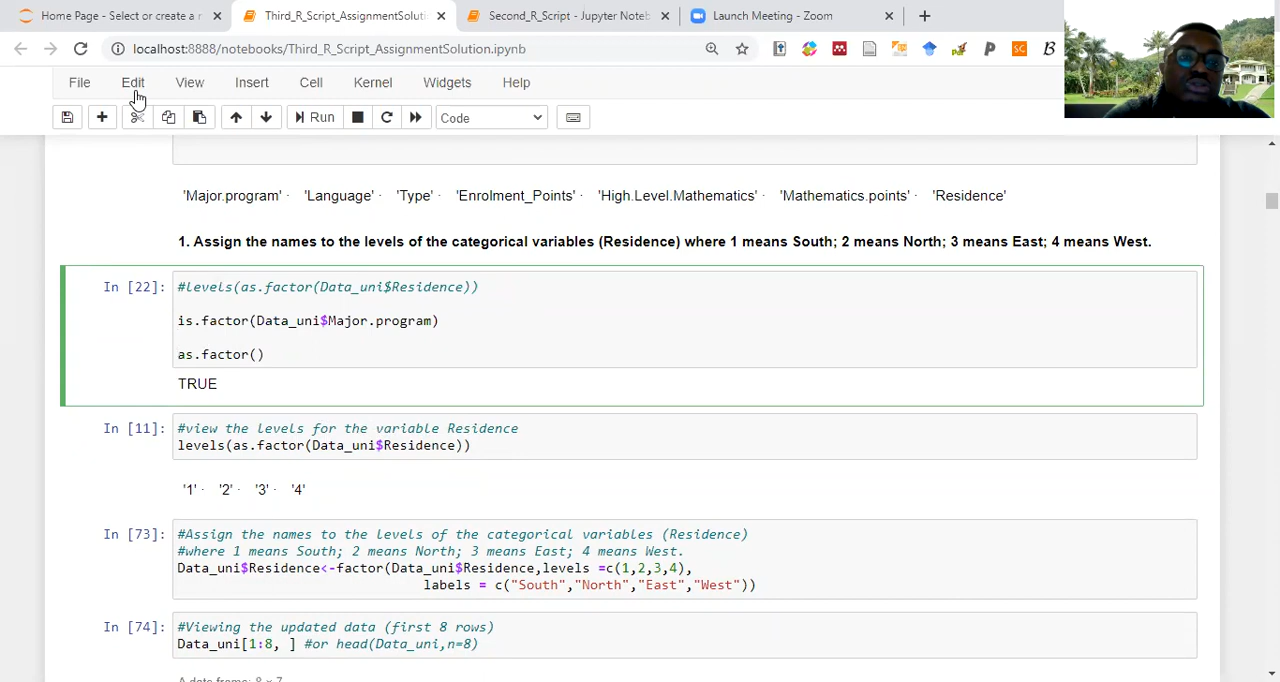 Home Page - Select or create a n
Third_R_Script_AssignmentSolutio
Second_R_Script - Jupyter Noteb
Launch Meeting - Zoom
localhost:8888/notebooks/Third_R_Script_AssignmentSolution.ipynb
File Edit View Insert Cell Kernel Widgets Help
Run Code
'Major.program' · 'Language' · 'Type' · 'Enrolment_Points' · 'High.Level.Mathematics' · 'Mathematics.points' · 'Residence'
1. Assign the names to the levels of the categorical variables (Residence) where 1 means South; 2 means North; 3 means East; 4 means West.
In [22]: #levels(as.factor(Data_uni$Residence))
is.factor(Data_uni$Major.program)
as.factor()
TRUE
In [11]: #view the levels for the variable Residence
levels(as.factor(Data_uni$Residence))
'1' · '2' · '3' · '4'
In [73]: #Assign the names to the levels of the categorical variables (Residence)
#where 1 means South; 2 means North; 3 means East; 4 means West.
Data_uni$Residence<-factor(Data_uni$Residence,levels =c(1,2,3,4),
labels = c("South","North","East","West"))
In [74]: #Viewing the updated data (first 8 rows)
Data_uni[1:8, ] #or head(Data_uni,n=8)
A data frame: 8 × 7